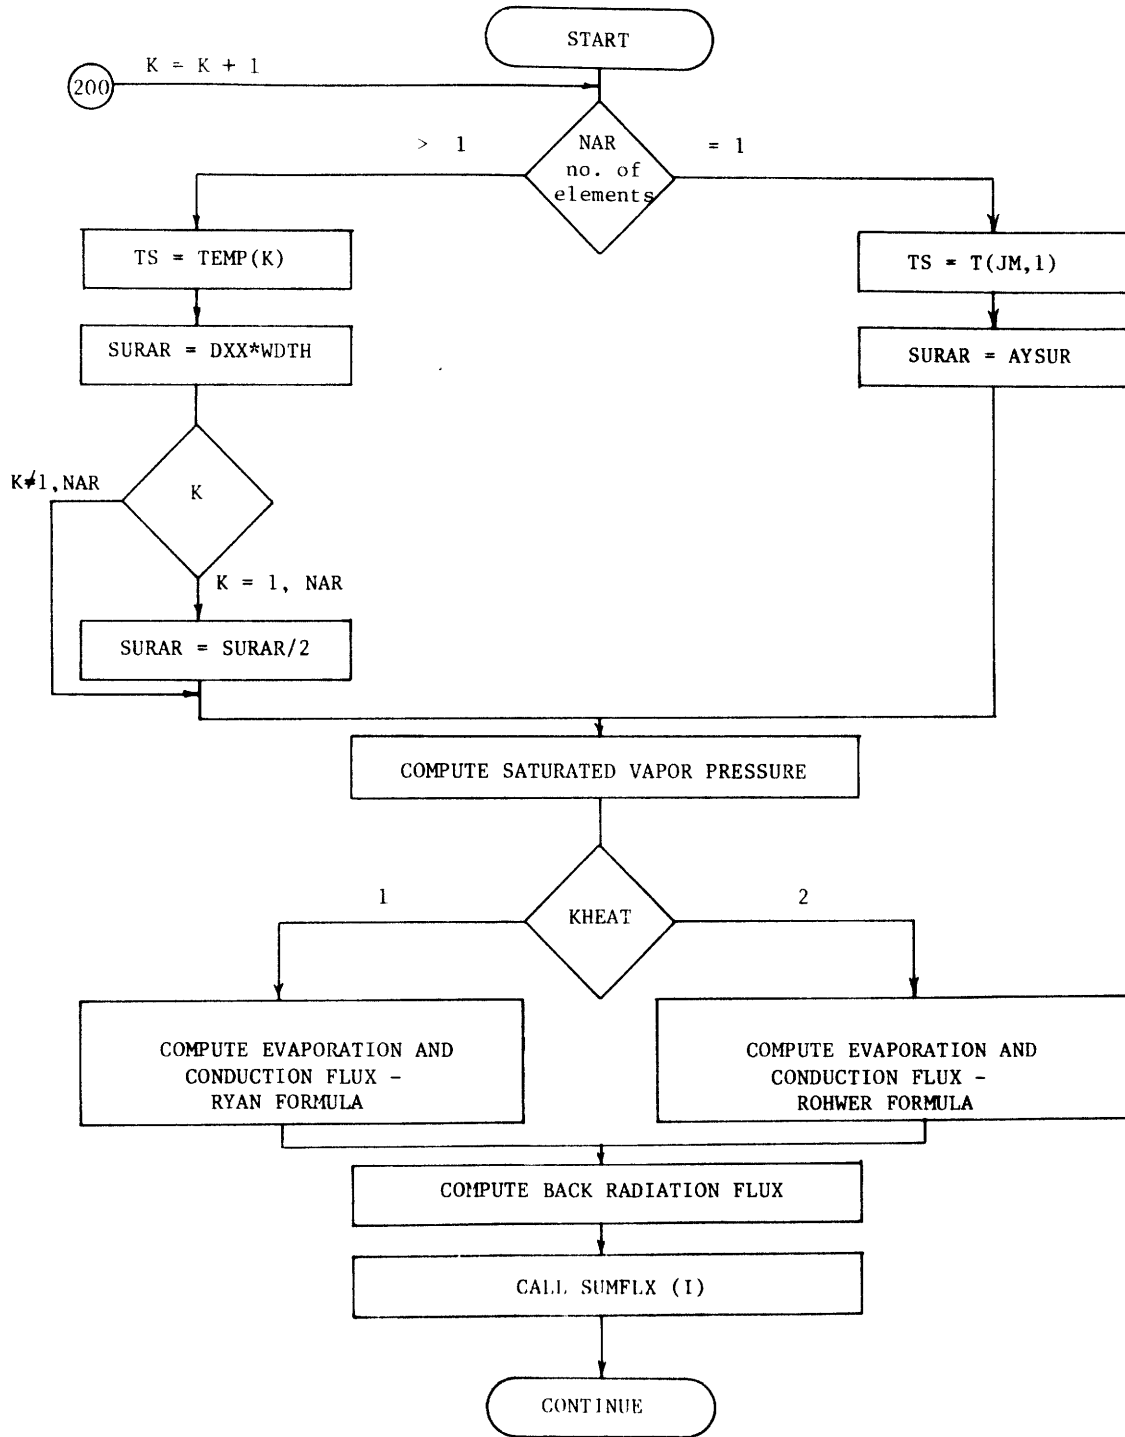 START
K = K + 1
200
> 1
NAR
no. of
elements
= 1
TS = TEMP(K)
TS = T(JM,1)
SURAR = DXX*WDTH
SURAR = AYSUR
K≠1,NAR
K
K = 1, NAR
SURAR = SURAR/2
COMPUTE SATURATED VAPOR PRESSURE
1
KHEAT
2
COMPUTE EVAPORATION AND
CONDUCTION FLUX -
RYAN FORMULA
COMPUTE EVAPORATION AND
CONDUCTION FLUX -
ROHWER FORMULA
COMPUTE BACK RADIATION FLUX
CALL SUMFLX (I)
CONTINUE